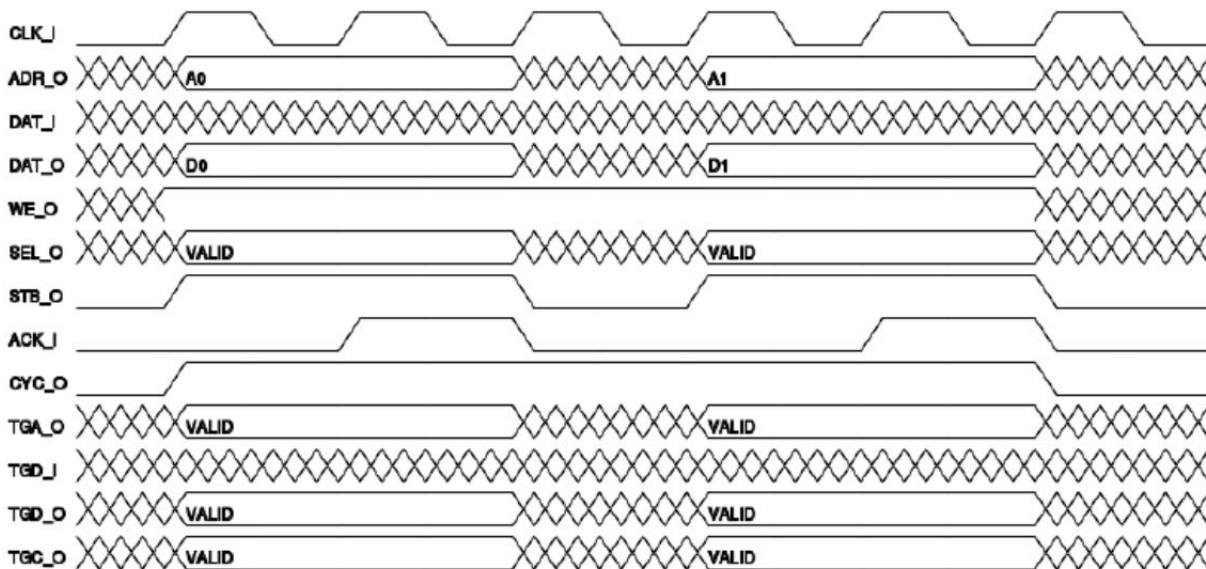 CLK_I
ADR_O A0 A1
DAT_I
DAT_O D0 D1
WE_O
SEL_O VALID VALID
STB_O
ACK_I
CYC_O
TGA_O VALID VALID
TGD_I
TGD_O VALID VALID
TGC_O VALID VALID